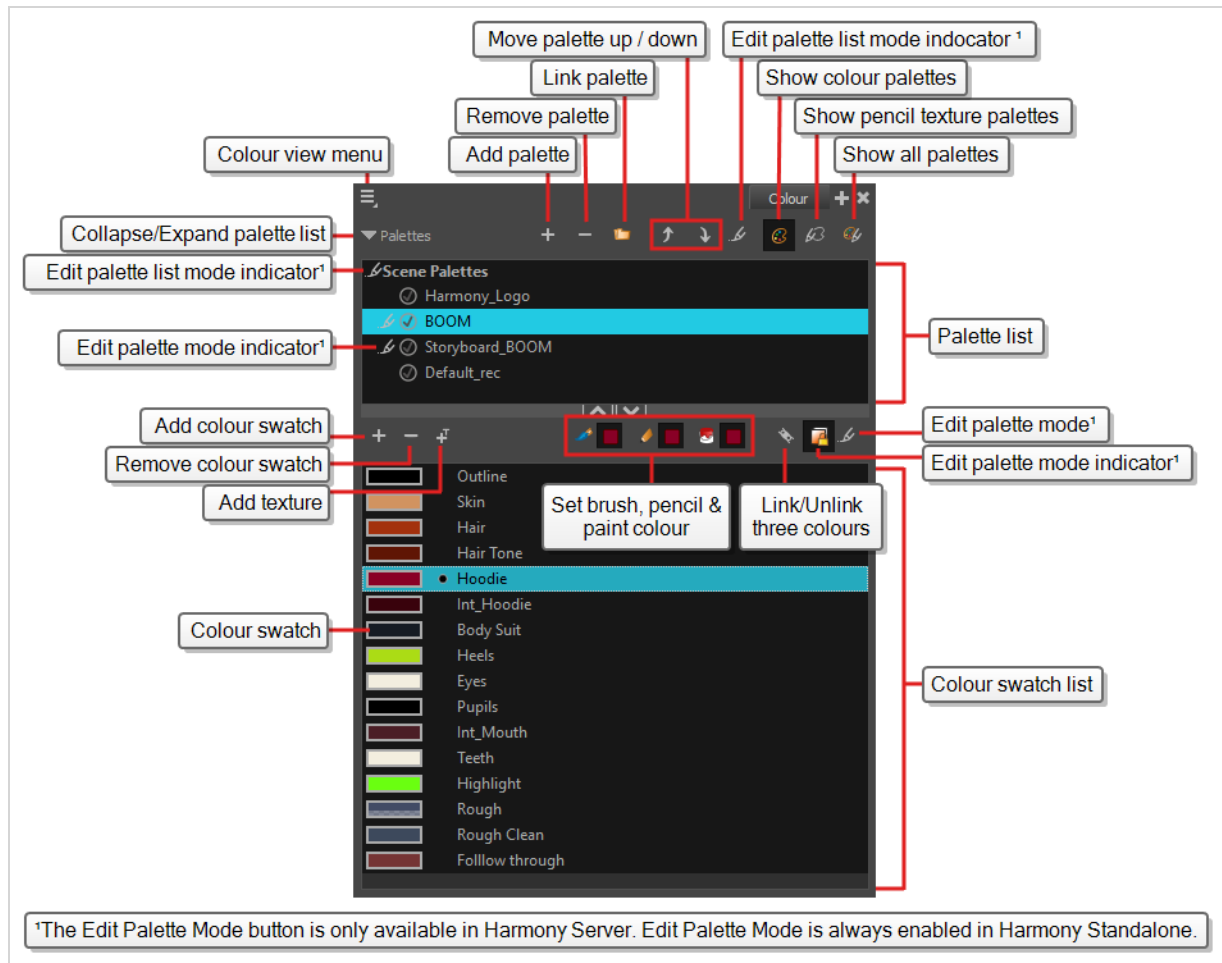 Move palette up / down
Edit palette list mode indocator ¹
Link palette
Show colour palettes
Remove palette
Show pencil texture palettes
Colour view menu
Add palette
Show all palettes
Colour
Collapse/Expand palette list
Palettes
Edit palette list mode indicator¹
Scene Palettes
Harmony_Logo
BOOM
Palette list
Edit palette mode indicator¹
Storyboard_BOOM
Default_rec
Add colour swatch
Edit palette mode¹
Remove colour swatch
Edit palette mode indicator¹
Add texture
Outline
Skin
Set brush, pencil &
paint colour
Link/Unlink
three colours
Hair
Hair Tone
Hoodie
Int_Hoodie
Colour swatch
Body Suit
Heels
Eyes
Colour swatch list
Pupils
Int_Mouth
Teeth
Highlight
Rough
Rough Clean
Folllow through
¹The Edit Palette Mode button is only available in Harmony Server. Edit Palette Mode is always enabled in Harmony Standalone.